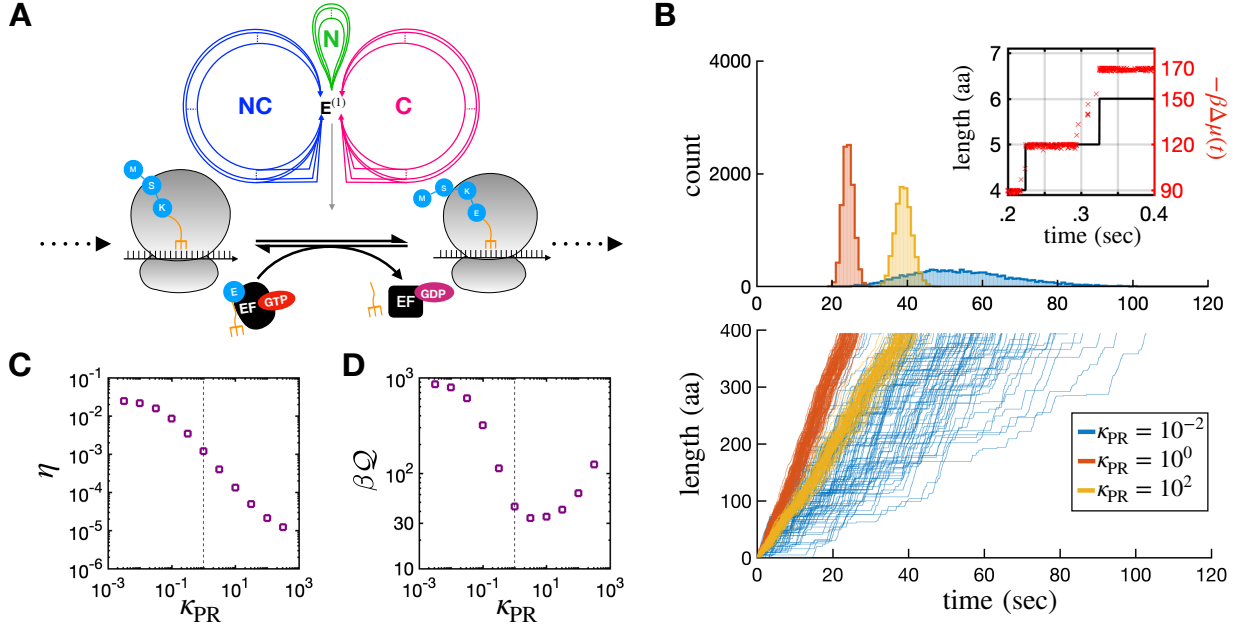 A
N
NC
E(1)
C
M
S
K
M
S
K
E
E
EF
GTP
EF
GDP
B
4000
2000
0
count
0
20
40
60
80
100
120
7
6
5
4
length (aa)
170
150
120
90
−βΔμ(t)
.2
.3
0.4
time (sec)
400
300
200
100
0
length (aa)
κPR = 10−2
κPR = 100
κPR = 102
0
20
40
60
80
100
120
time (sec)
C
10−1
10−2
10−3
10−4
10−5
10−6
η
10−3
10−1
101
103
κPR
D
103
102
30
10
β𝒬
10−3
10−1
101
103
κPR